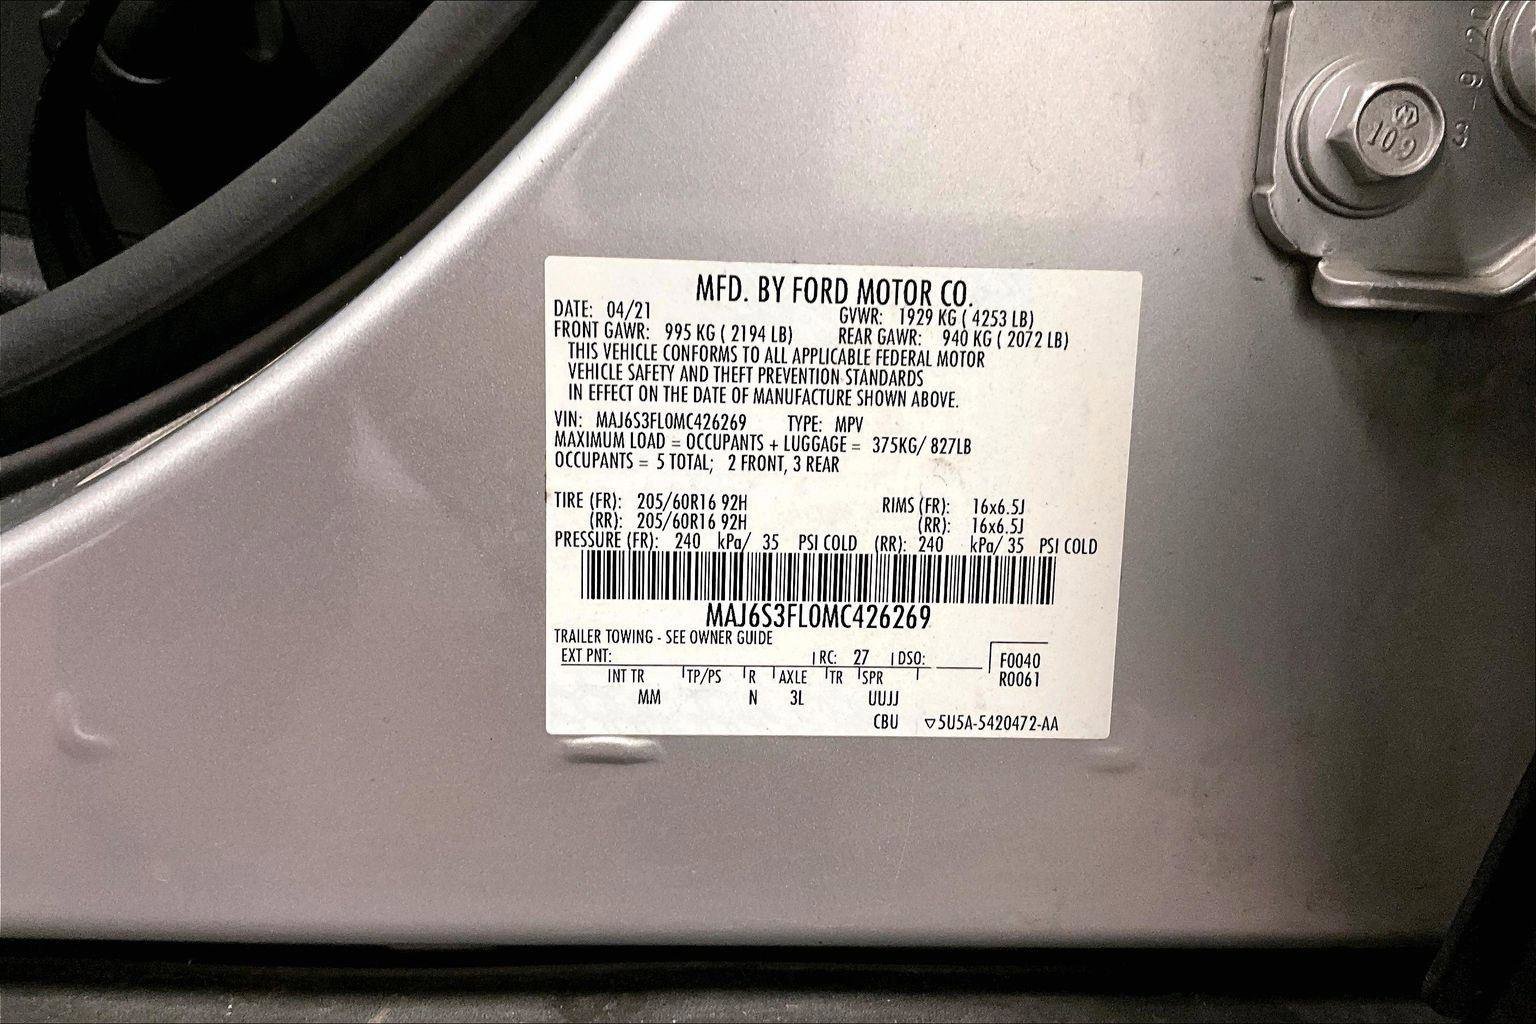 MFD. BY FORD MOTOR CO.
DATE: 04/21 GVWR: 1929 KG ( 4253 LB)
FRONT GAWR: 995 KG ( 2194 LB) REAR GAWR: 940 KG ( 2072 LB)
THIS VEHICLE CONFORMS TO ALL APPLICABLE FEDERAL MOTOR
VEHICLE SAFETY AND THEFT PREVENTION STANDARDS
IN EFFECT ON THE DATE OF MANUFACTURE SHOWN ABOVE.
VIN: MAJ6S3FL0MC426269 TYPE: MPV
MAXIMUM LOAD = OCCUPANTS + LUGGAGE = 375KG/ 827LB
OCCUPANTS = 5 TOTAL; 2 FRONT, 3 REAR
TIRE (FR): 205/60R16 92H RIMS (FR): 16x6.5J
(RR): 205/60R16 92H (RR): 16x6.5J
PRESSURE (FR): 240 kPa/ 35 PSI COLD (RR): 240 kPa/ 35 PSI COLD
MAJ6S3FL0MC426269
TRAILER TOWING - SEE OWNER GUIDE
EXT PNT: RC: 27 DSO: F0040
R0061
INT TR TP/PS R AXLE TR SPR
MM N 3L UUJJ
CBU ▽5U5A-5420472-AA
109